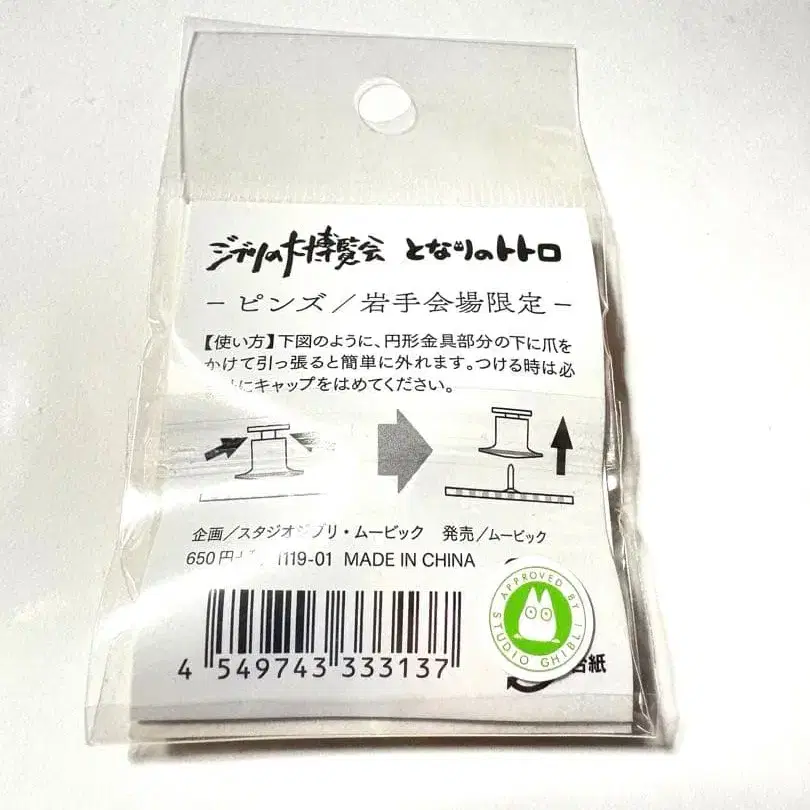 ジブリの大博覧会 となりのトトロ
－ピンズ／岩手会場限定－
【使い方】下図のように、円形金具部分の下に爪を
かけて引っ張ると簡単に外れます。つける時は必
にキャップをはめてください。
企画／スタジオジブリ・ムービック 発売／ムービック
650円 1119-01 MADE IN CHINA
APPROVED BY
STUDIO GHIBLI
4 549743 333137
台紙